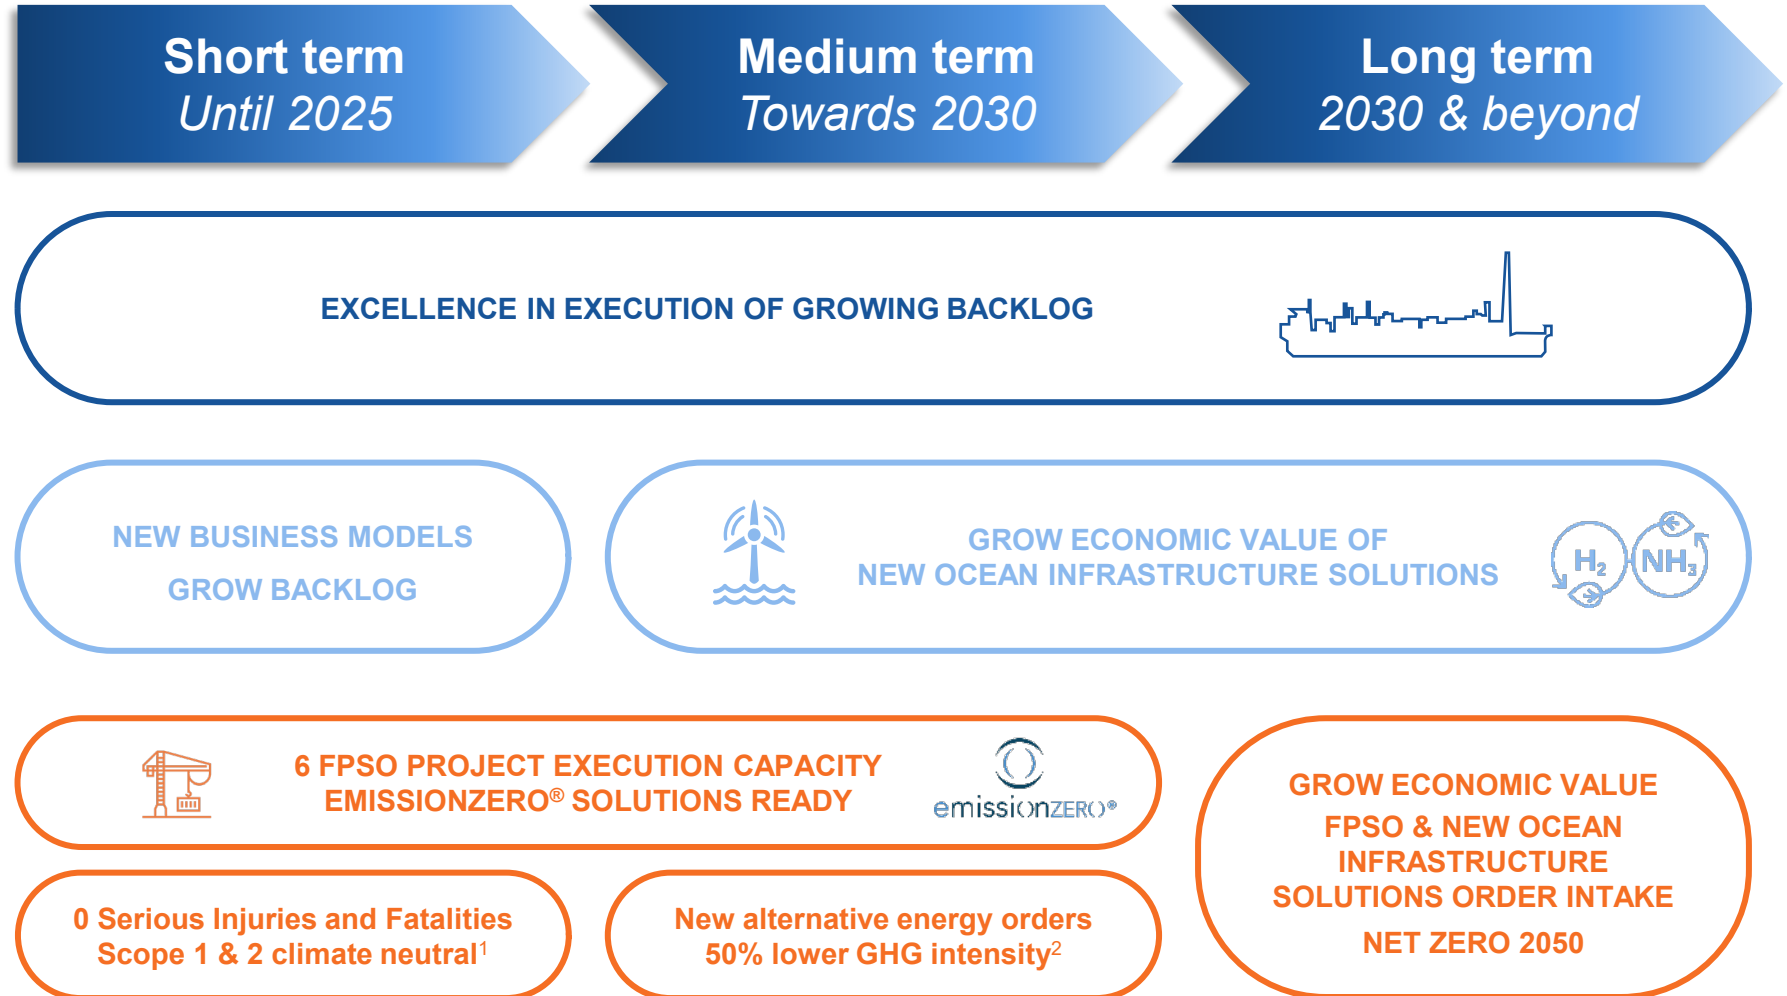 Short term
Until 2025
Medium term
Towards 2030
Long term
2030 & beyond
EXCELLENCE IN EXECUTION OF GROWING BACKLOG
NEW BUSINESS MODELS
GROW BACKLOG
GROW ECONOMIC VALUE OF
NEW OCEAN INFRASTRUCTURE SOLUTIONS
H₂ NH₃
6 FPSO PROJECT EXECUTION CAPACITY
EMISSIONZERO® SOLUTIONS READY
emissionZERO®
GROW ECONOMIC VALUE
FPSO & NEW OCEAN
INFRASTRUCTURE
SOLUTIONS ORDER INTAKE
NET ZERO 2050
0 Serious Injuries and Fatalities
Scope 1 & 2 climate neutral¹
New alternative energy orders
50% lower GHG intensity²